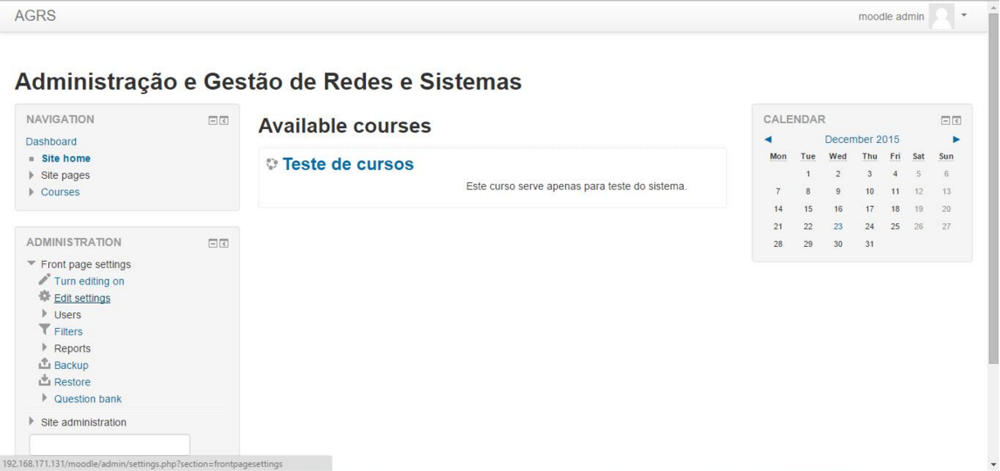 AGRS
moodle admin
Administração e Gestão de Redes e Sistemas
NAVIGATION
Dashboard
Site home
Site pages
Courses
ADMINISTRATION
Front page settings
Turn editing on
Edit settings
Users
Filters
Reports
Backup
Restore
Question bank
Site administration
Available courses
Teste de cursos
Este curso serve apenas para teste do sistema.
CALENDAR
December 2015
Mon Tue Wed Thu Fri Sat Sun
1 2 3 4 5 6
7 8 9 10 11 12 13
14 15 16 17 18 19 20
21 22 23 24 25 26 27
28 29 30 31
192.168.171.131/moodle/admin/settings.php?section=frontpagesettings